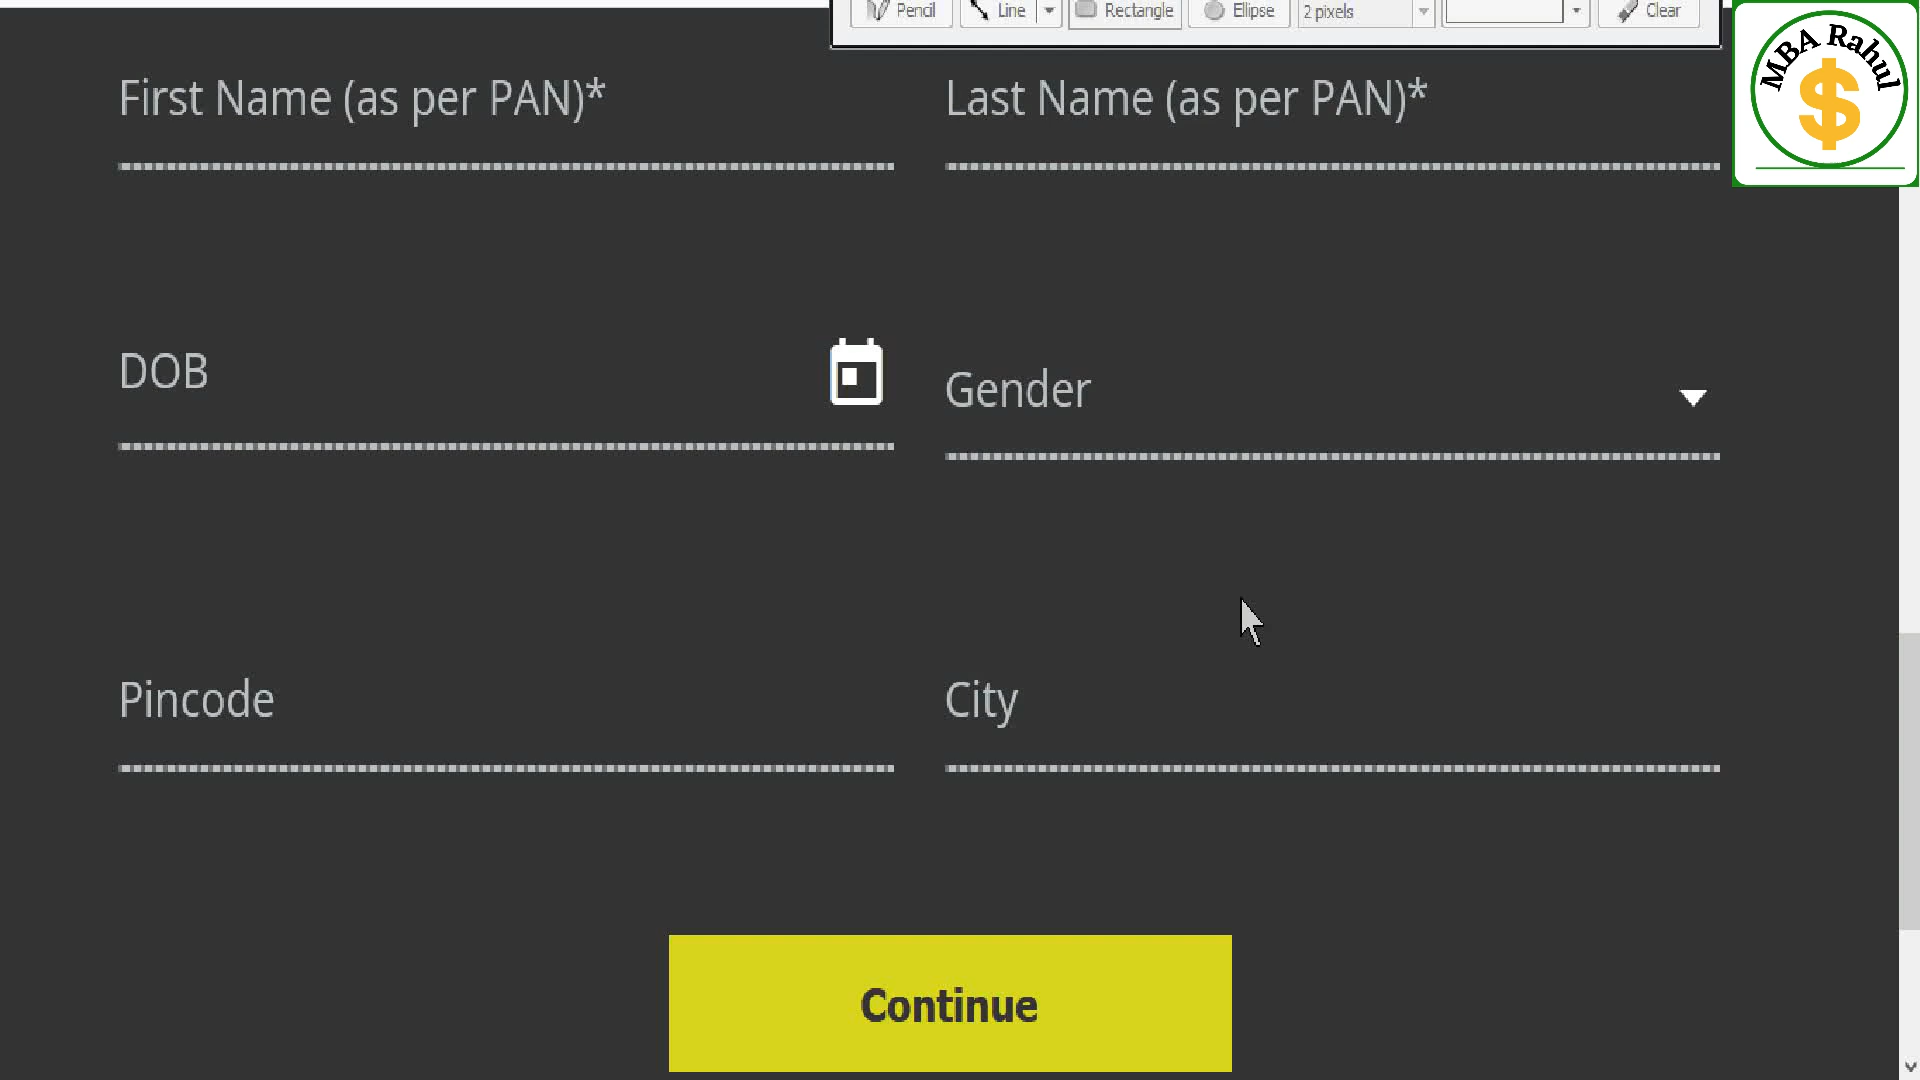 Pencil Line Rectangle Ellipse 2 pixels Clear
MBA Rahul
$
First Name (as per PAN)* Last Name (as per PAN)*
DOB Gender
Pincode City
Continue